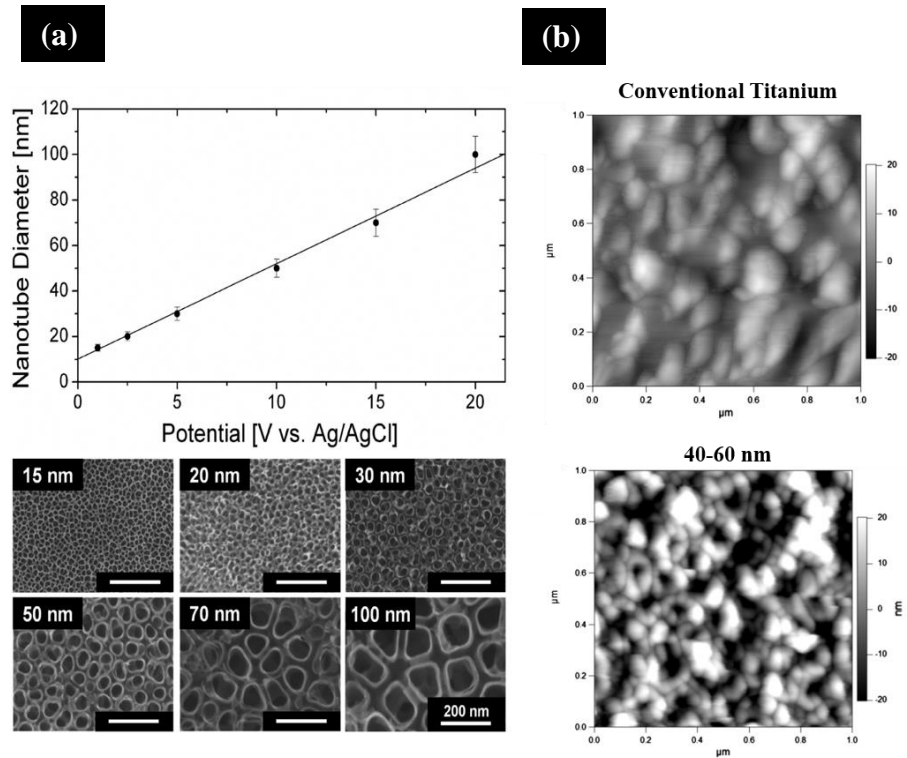 (a)
(b)
Nanotube Diameter [nm]
120
100
80
60
40
20
0
0
5
10
15
20
Potential [V vs. Ag/AgCl]
15 nm
20 nm
30 nm
50 nm
70 nm
100 nm
200 nm
Conventional Titanium
1.0
0.8
0.6
0.4
0.2
0.0
μm
0.0
0.2
0.4
0.6
0.8
1.0
μm
20
10
0
-10
-20
40-60 nm
1.0
0.8
0.6
0.4
0.2
0.0
μm
0.0
0.2
0.4
0.6
0.8
1.0
μm
20
10
0
-10
-20
nm